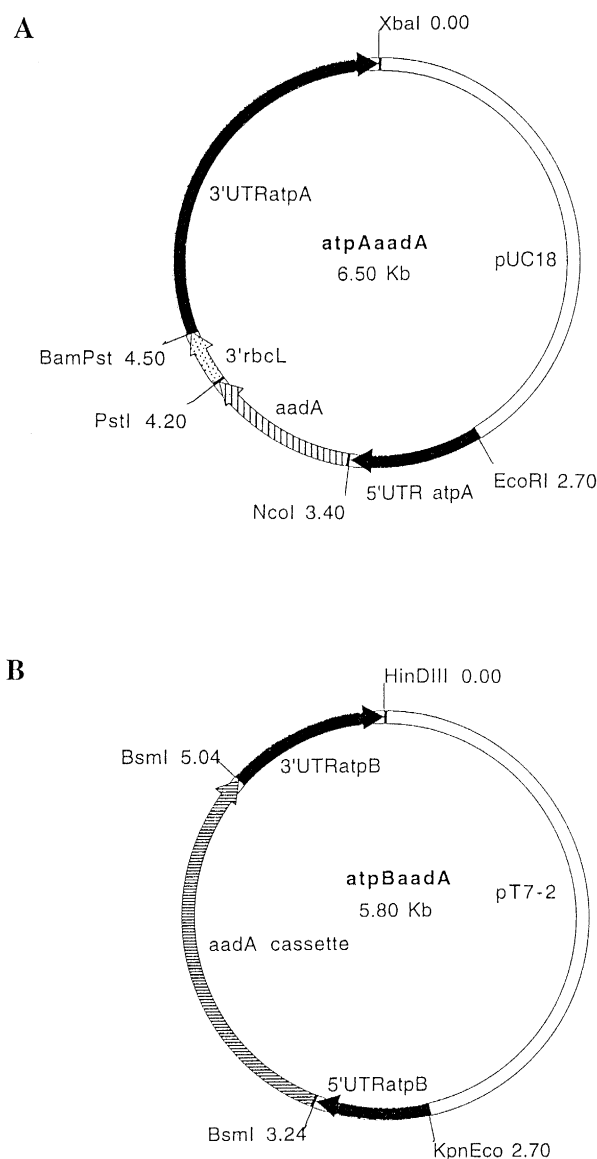 A
XbaI 0.00
3'UTRatpA
atpAaadA
6.50 Kb
pUC18
BamPst 4.50
3'rbcL
aadA
PstI 4.20
EcoRI 2.70
5'UTR atpA
NcoI 3.40
B
HinDIII 0.00
BsmI 5.04
3'UTRatpB
atpBaadA
5.80 Kb
pT7-2
aadA cassette
5'UTRatpB
BsmI 3.24
KpnEco 2.70